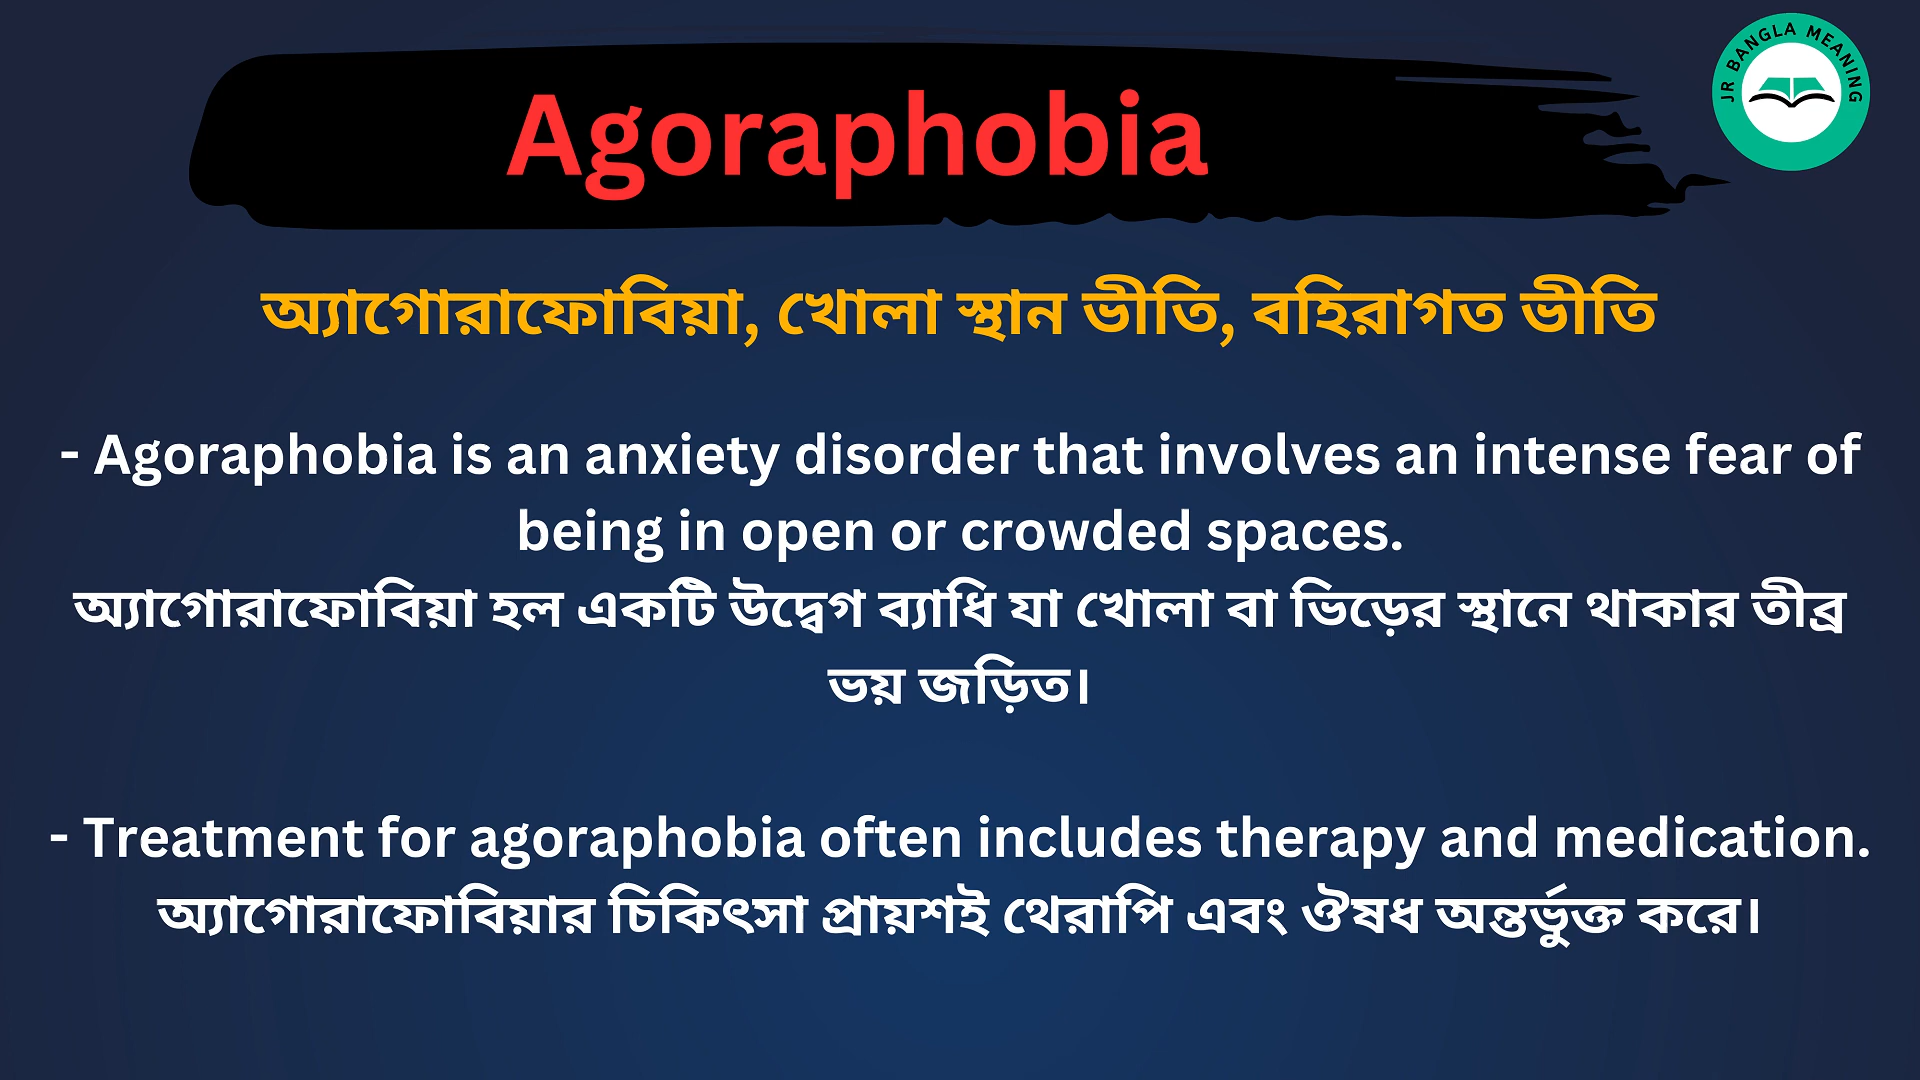 JR BANGLA MEANING
Agoraphobia
অ্যাগোরাফোবিয়া, খোলা স্থান ভীতি, বহিরাগত ভীতি
- Agoraphobia is an anxiety disorder that involves an intense fear of
being in open or crowded spaces.
অ্যাগোরাফোবিয়া হল একটি উদ্বেগ ব্যাধি যা খোলা বা ভিড়ের স্থানে থাকার তীব্র
ভয় জড়িত।
- Treatment for agoraphobia often includes therapy and medication.
অ্যাগোরাফোবিয়ার চিকিৎসা প্রায়শই থেরাপি এবং ঔষধ অন্তর্ভুক্ত করে।